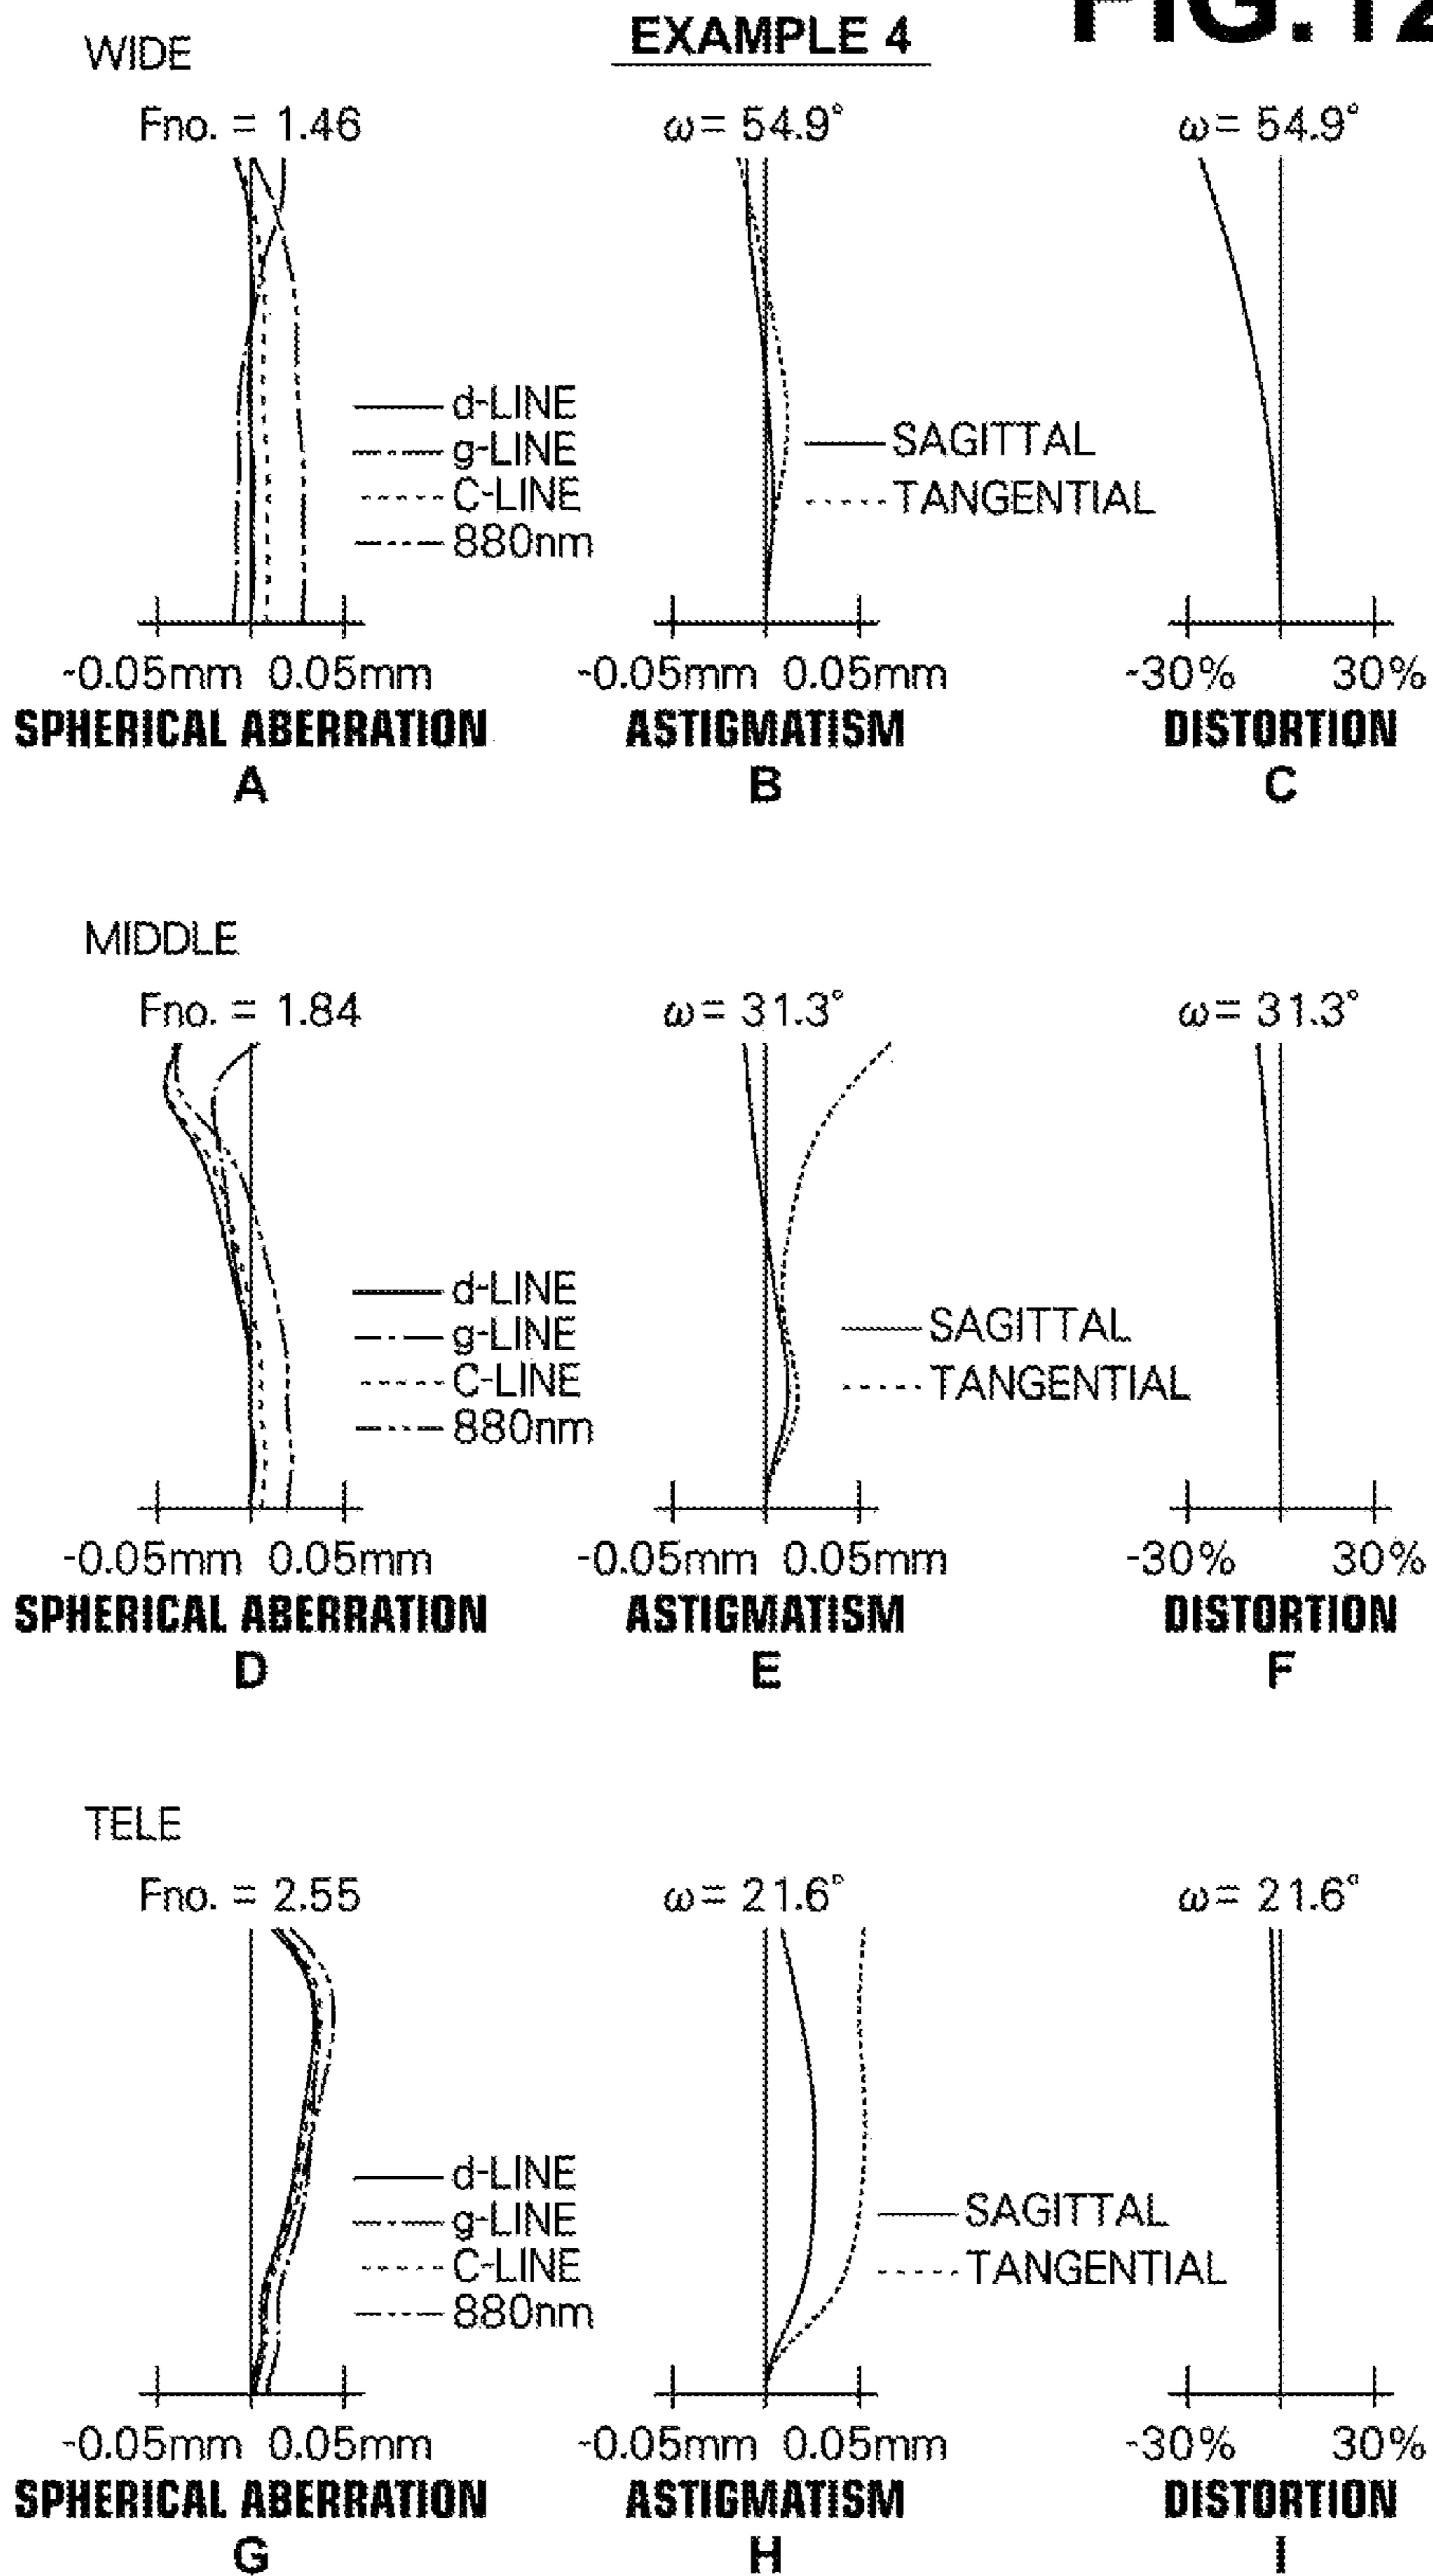 FIG.12
EXAMPLE 4
WIDE
Fno. = 1.46
ω= 54.9°
ω= 54.9°
d-LINE
g-LINE
C-LINE
880nm
SAGITTAL
TANGENTIAL
-0.05mm 0.05mm
-0.05mm 0.05mm
-30% 30%
SPHERICAL ABERRATION
ASTIGMATISM
DISTORTION
A
B
C
MIDDLE
Fno. = 1.84
ω= 31.3°
ω= 31.3°
d-LINE
g-LINE
C-LINE
880nm
SAGITTAL
TANGENTIAL
-0.05mm 0.05mm
-0.05mm 0.05mm
-30% 30%
SPHERICAL ABERRATION
ASTIGMATISM
DISTORTION
D
E
F
TELE
Fno. = 2.55
ω= 21.6°
ω= 21.6°
d-LINE
g-LINE
C-LINE
880nm
SAGITTAL
TANGENTIAL
-0.05mm 0.05mm
-0.05mm 0.05mm
-30% 30%
SPHERICAL ABERRATION
ASTIGMATISM
DISTORTION
G
H
I